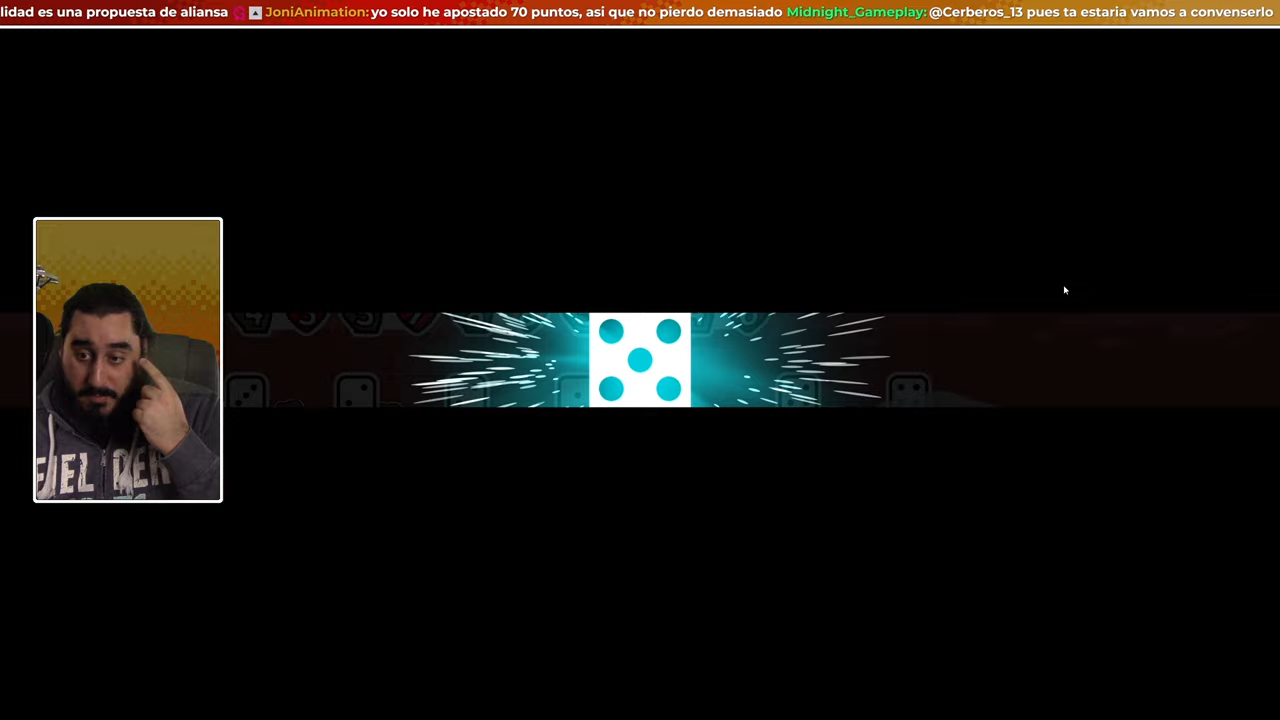 lidad es una propuesta de aliansa JoniAnimation: yo solo he apostado 70 puntos, asi que no pierdo demasiado Midnight_Gameplay: @Cerberos_13 pues ta estaria vamos a convenserlo